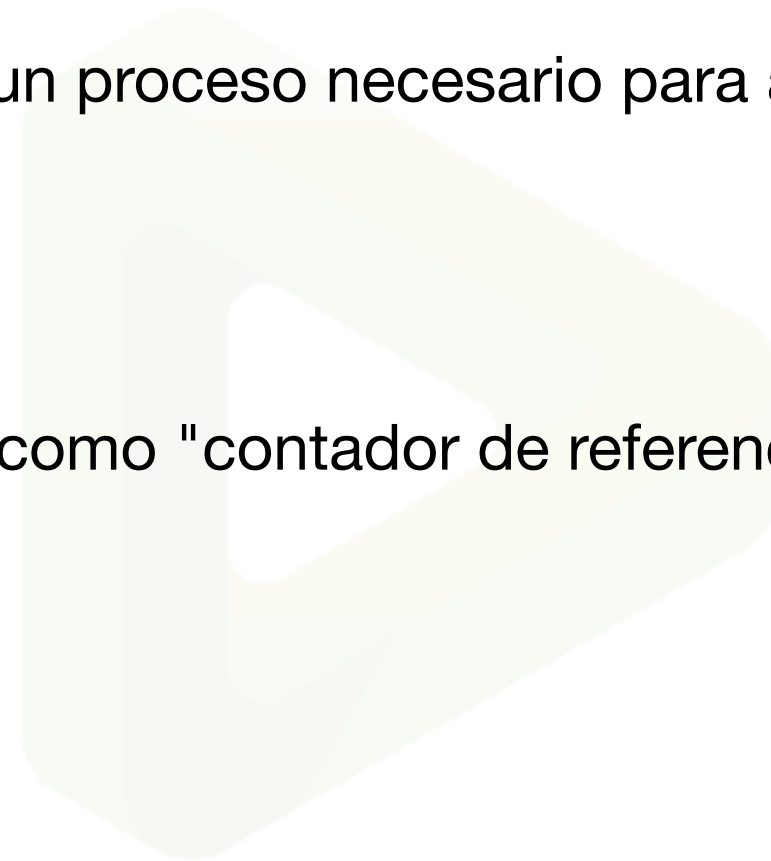 un proceso necesario para
como "contador de referen